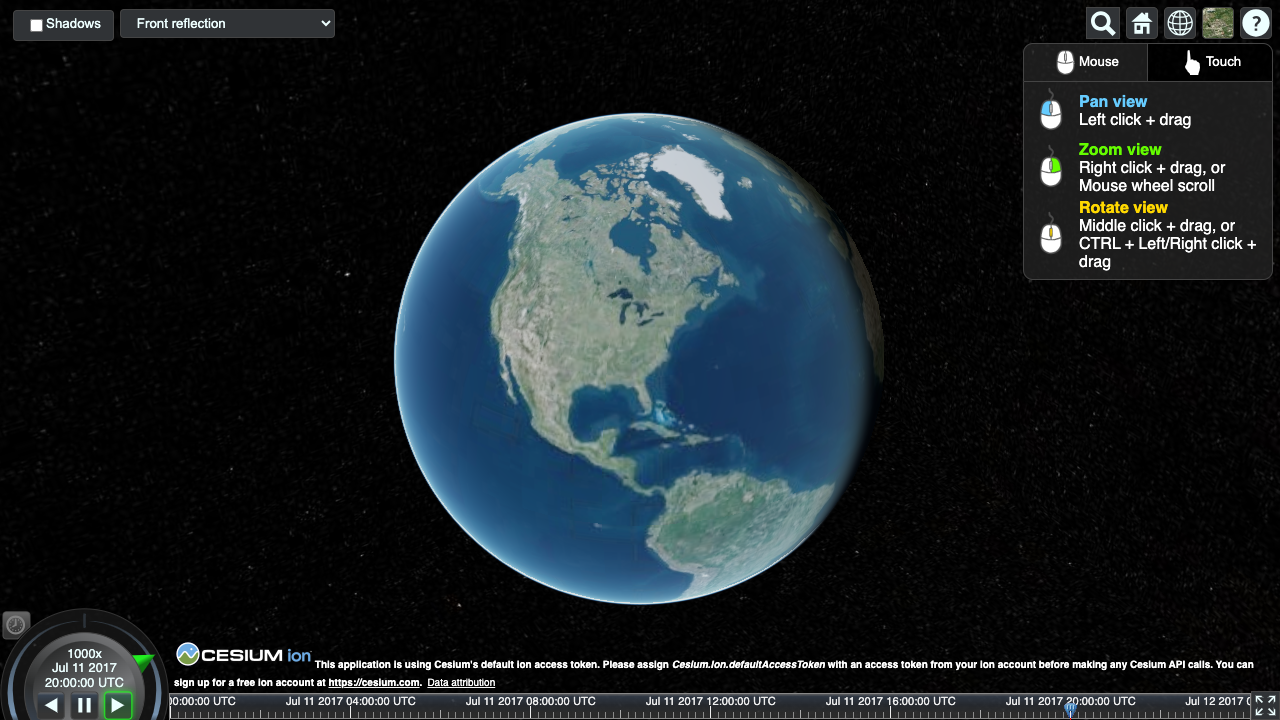 Shadows
Front reflection
?
Mouse
Touch
Pan view
Left click + drag
Zoom view
Right click + drag, or
Mouse wheel scroll
Rotate view
Middle click + drag, or
CTRL + Left/Right click +
drag
1000x
Jul 11 2017
20:00:00 UTC
CESIUM ion
This application is using Cesium's default ion access token. Please assign Cesium.Ion.defaultAccessToken with an access token from your ion account before making any Cesium API calls. You can
sign up for a free ion account at https://cesium.com. Data attribution
00:00 UTC Jul 11 2017 04:00:00 UTC Jul 11 2017 08:00:00 UTC Jul 11 2017 12:00:00 UTC Jul 11 2017 16:00:00 UTC Jul 11 2017 20:00:00 UTC Jul 12 2017